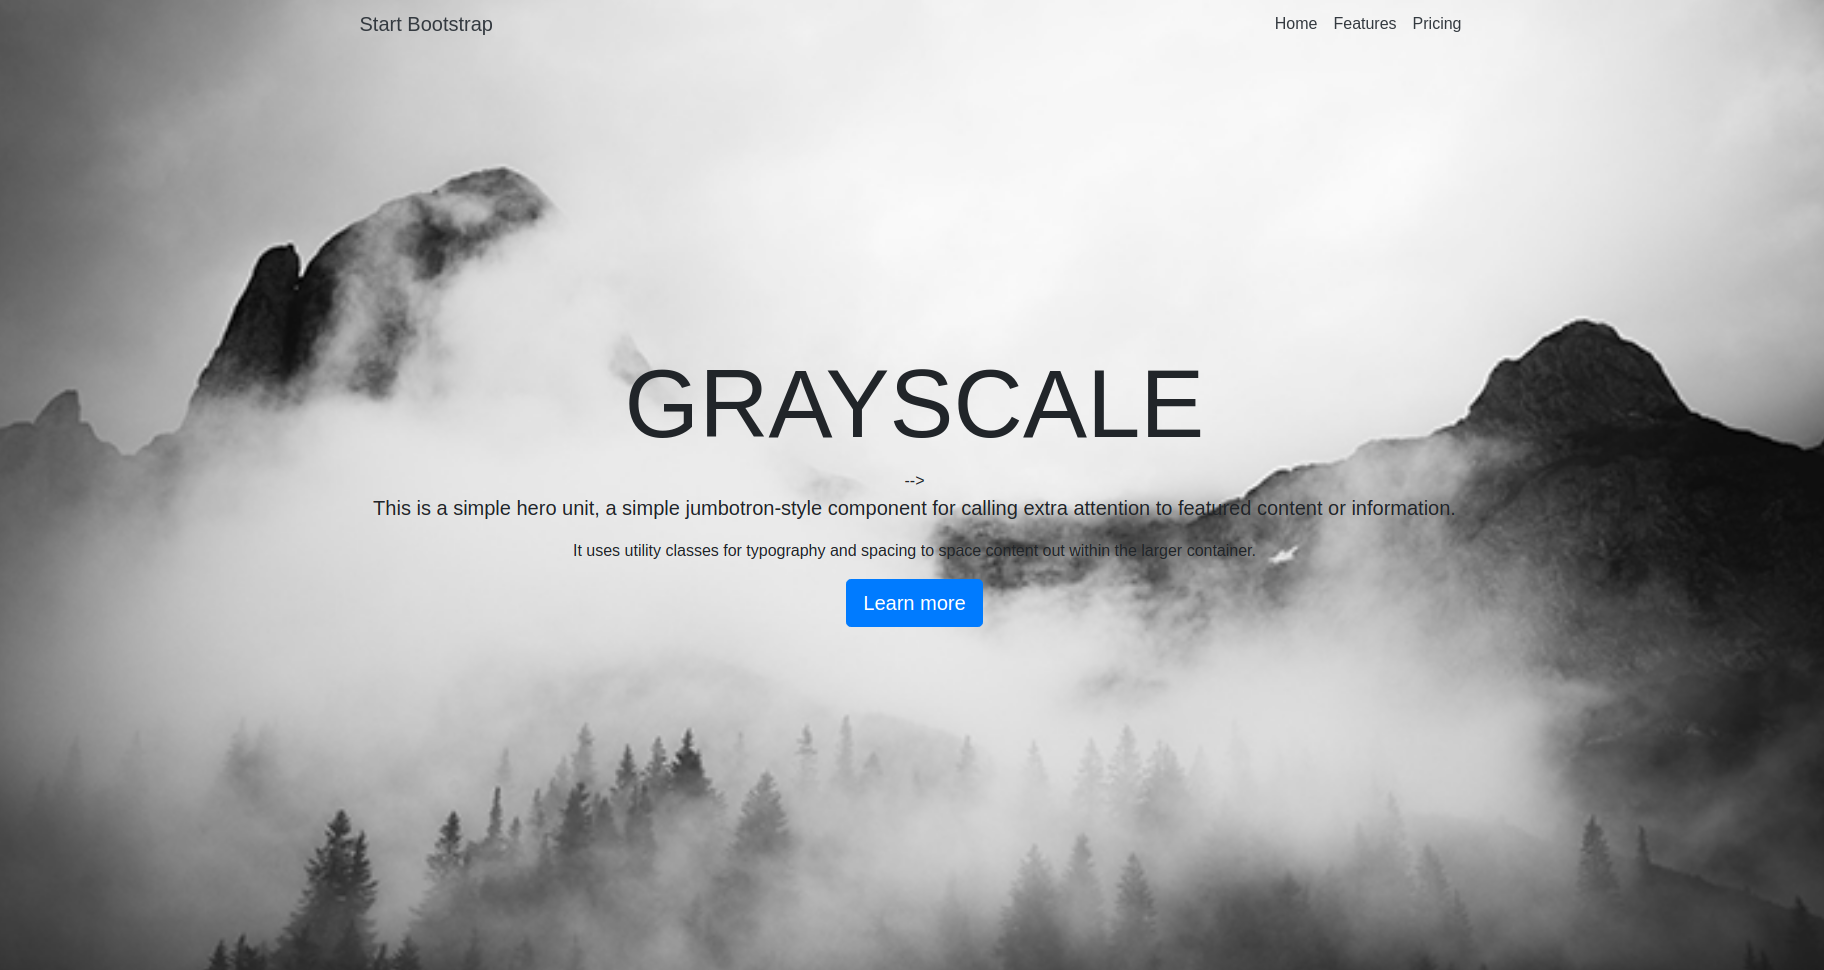 Start Bootstrap
Home Features Pricing
GRAYSCALE
-->
This is a simple hero unit, a simple jumbotron-style component for calling extra attention to featured content or information.
It uses utility classes for typography and spacing to space content out within the larger container.
Learn more